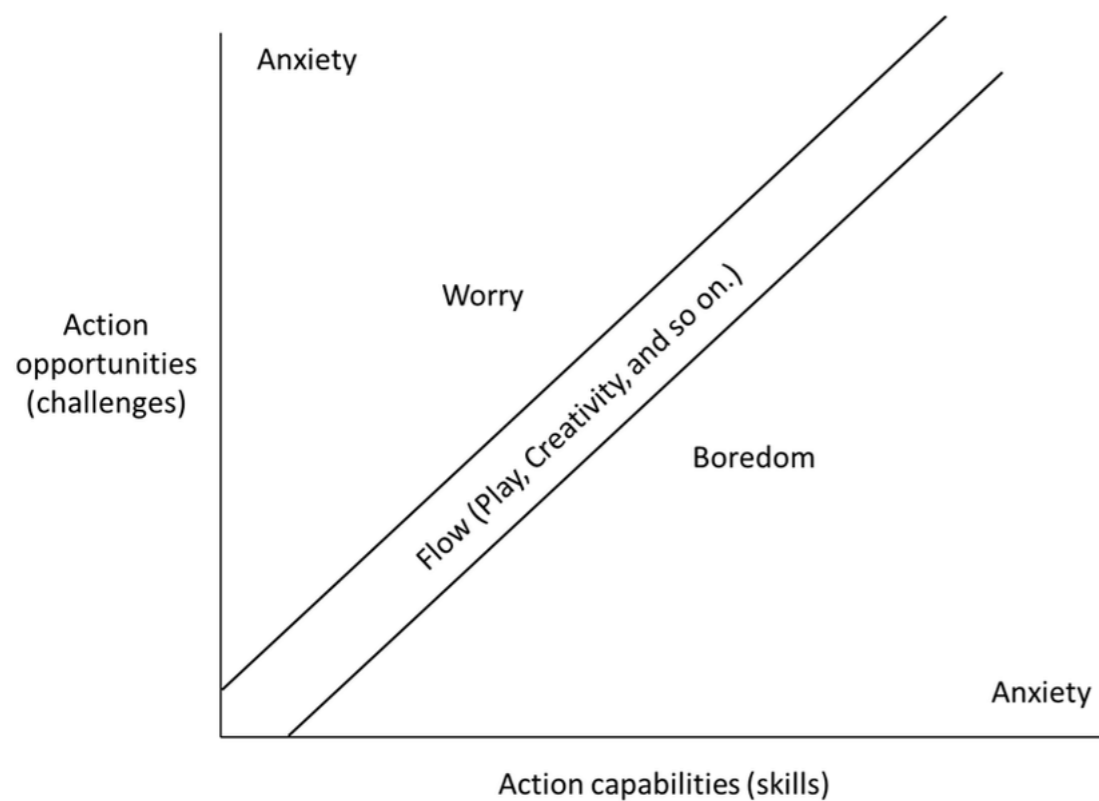 Anxiety
Worry
Action
opportunities
(challenges)
Flow (Play, Creativity, and so on.)
Boredom
Anxiety
Action capabilities (skills)